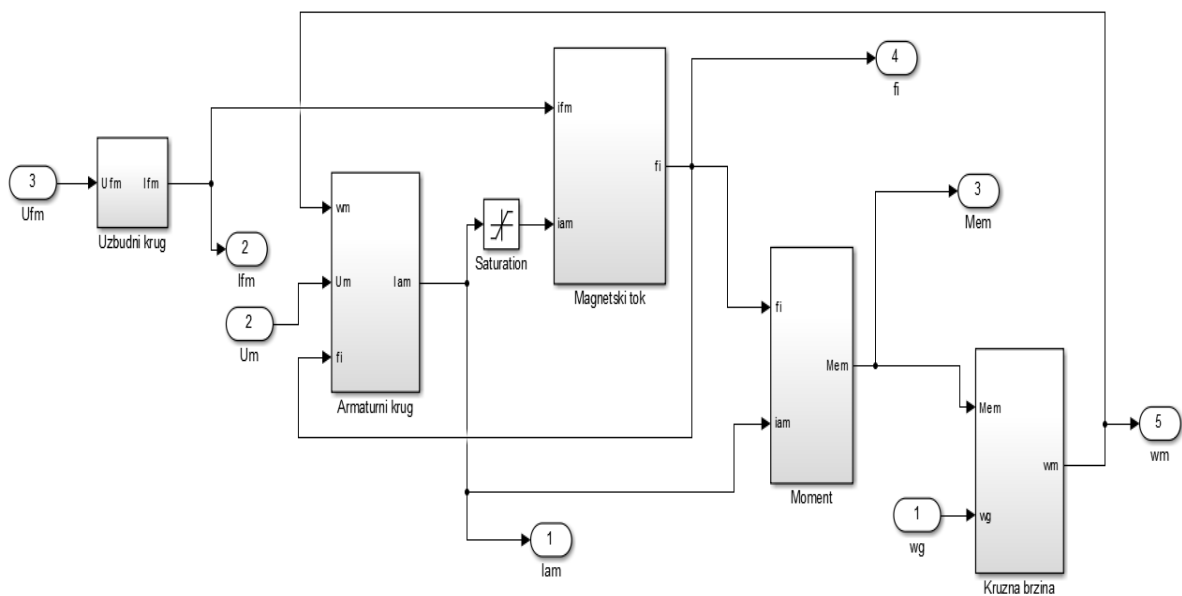 3
Ufm
Ufm
Ifm
Uzbudni krug
2
Ifm
2
Um
wm
Um
fi
Iam
Armaturni krug
Saturation
ifm
iam
fi
Magnetski tok
4
fi
3
Mem
fi
iam
Mem
Moment
1
Iam
1
wg
Mem
wg
wm
Kruzna brzina
5
wm